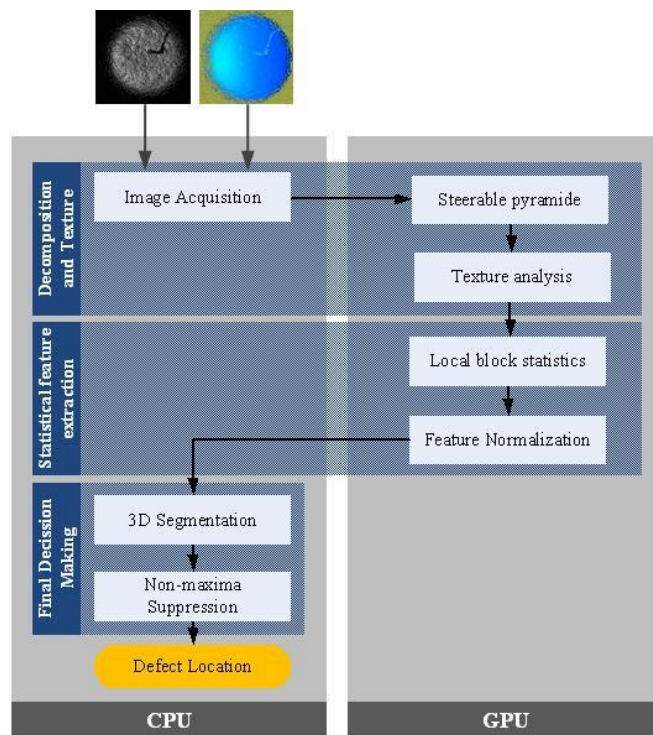 Decomposition
and Texture
Image Acquisition
Steerable pyramide
Texture analysis
Statistical feature
extraction
Local block statistics
Feature Normalization
Final Decission
Making
3D Segmentation
Non-maxima
Suppression
Defect Location
CPU
GPU